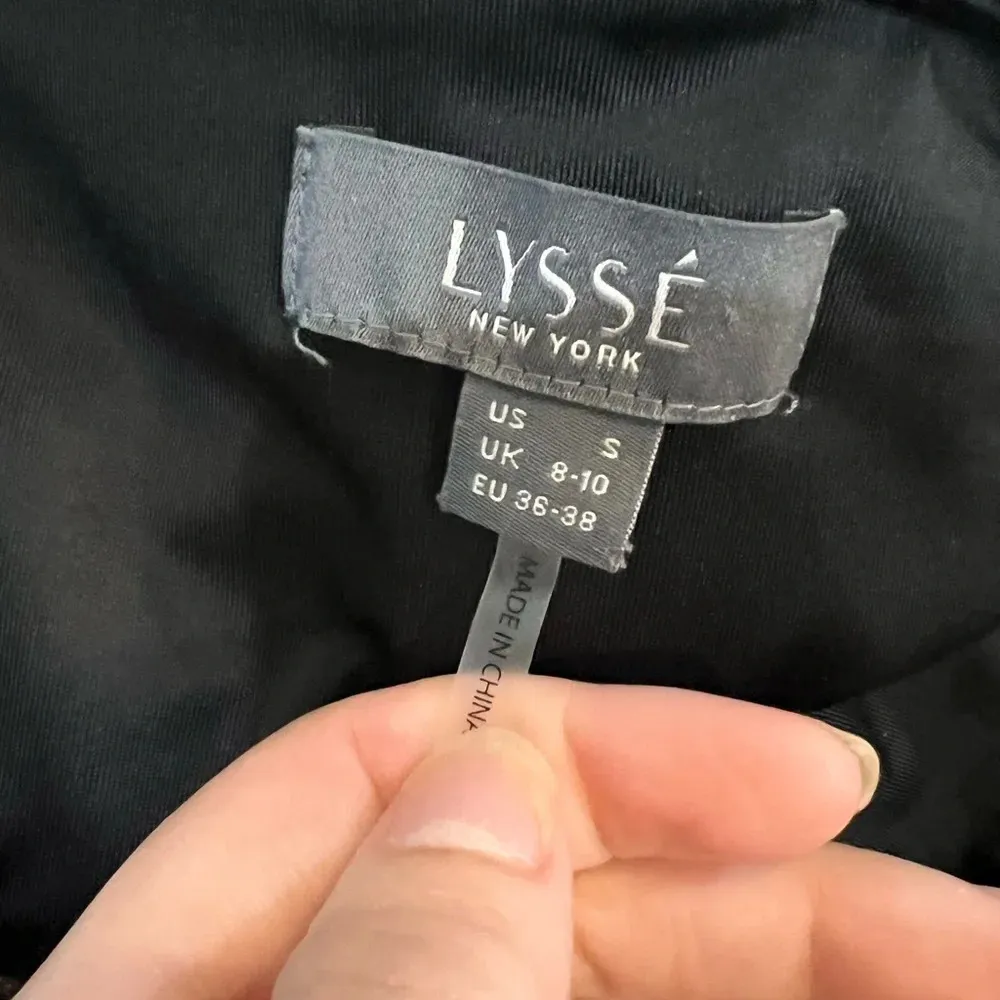 LYSSÉ
NEW YORK
US S
UK 8-10
EU 36-38
MADE IN CHINA